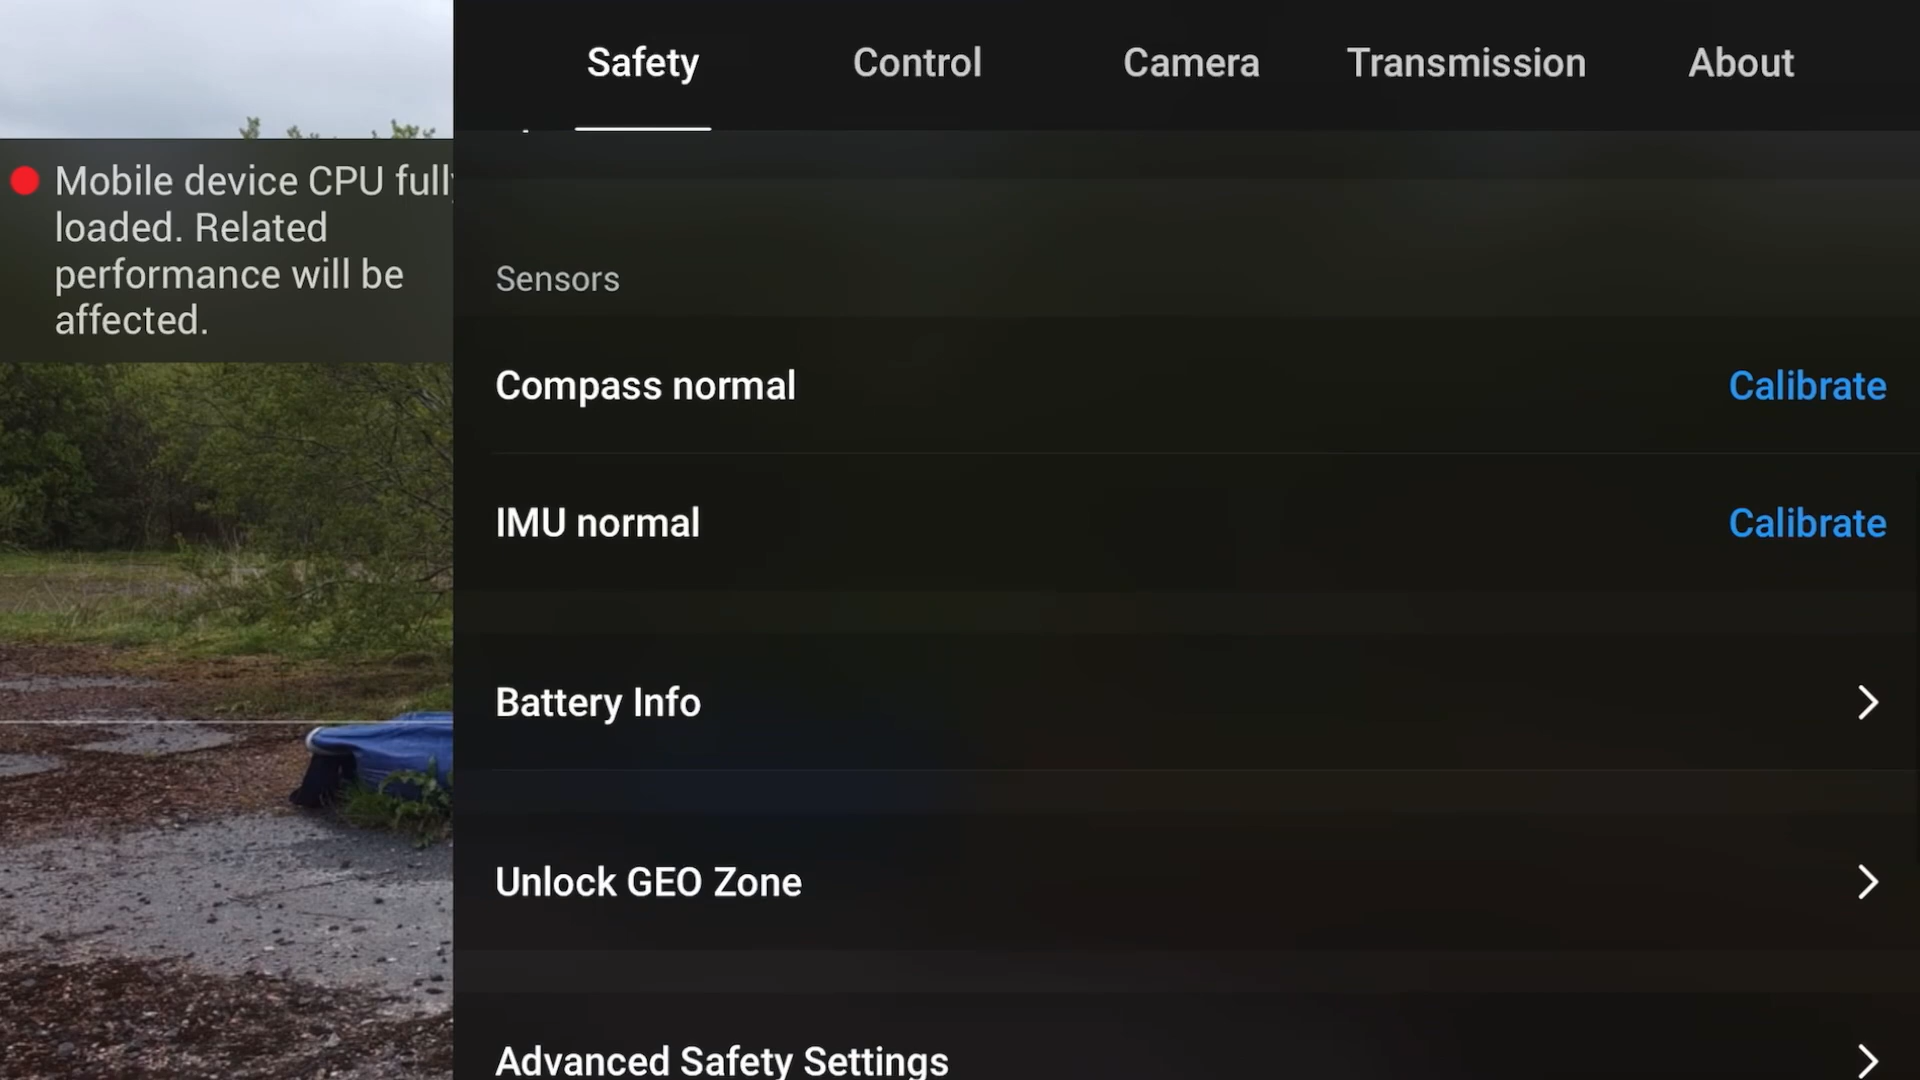 Safety Control Camera Transmission About
Mobile device CPU fully
loaded. Related
performance will be
affected.
Sensors
Compass normal Calibrate
IMU normal Calibrate
Battery Info
Unlock GEO Zone
Advanced Safety Settings